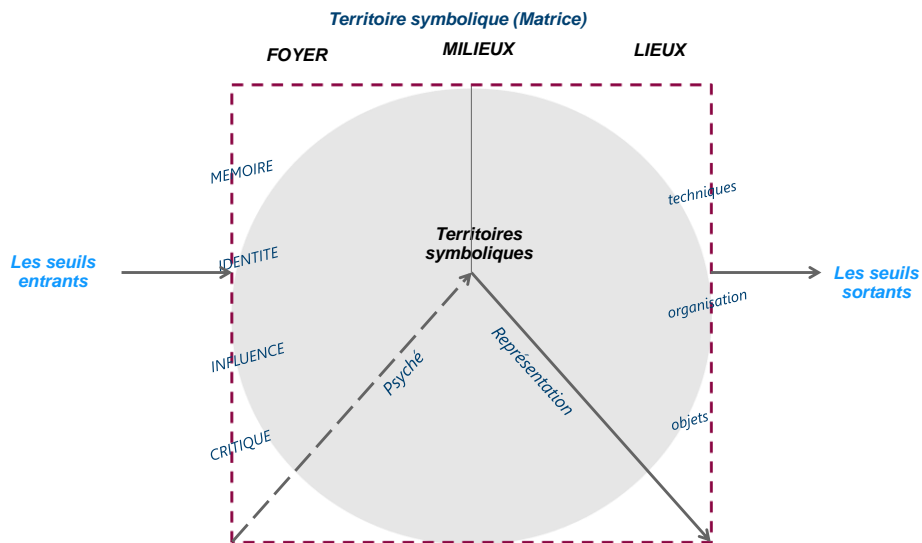 Territoire symbolique (Matrice)
FOYER
MILIEUX
LIEUX
MEMOIRE
techniques
Territoires
symboliques
IDENTITE
Les seuils
entrants
Les seuils
sortants
organisation
INFLUENCE
Psyché
Représentation
CRITIQUE
objets